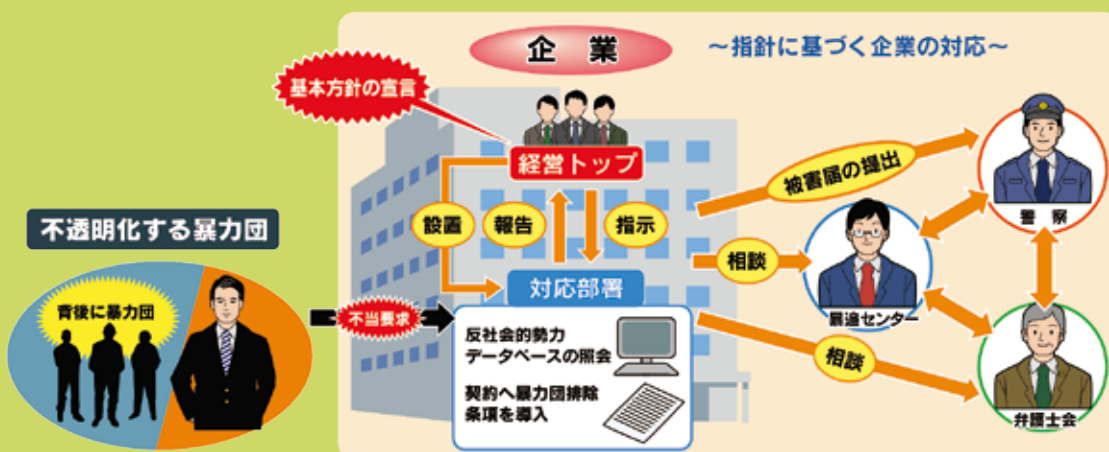 企業
～指針に基づく企業の対応～
基本方針の宣言
経営トップ
被害届の提出
警察
不透明化する暴力団
設置
報告
指示
相談
背後に暴力団
対応部署
不当要求
暴追センター
反社会的勢力
データベースの照会
相談
契約へ暴力団排除
条項を導入
弁護士会